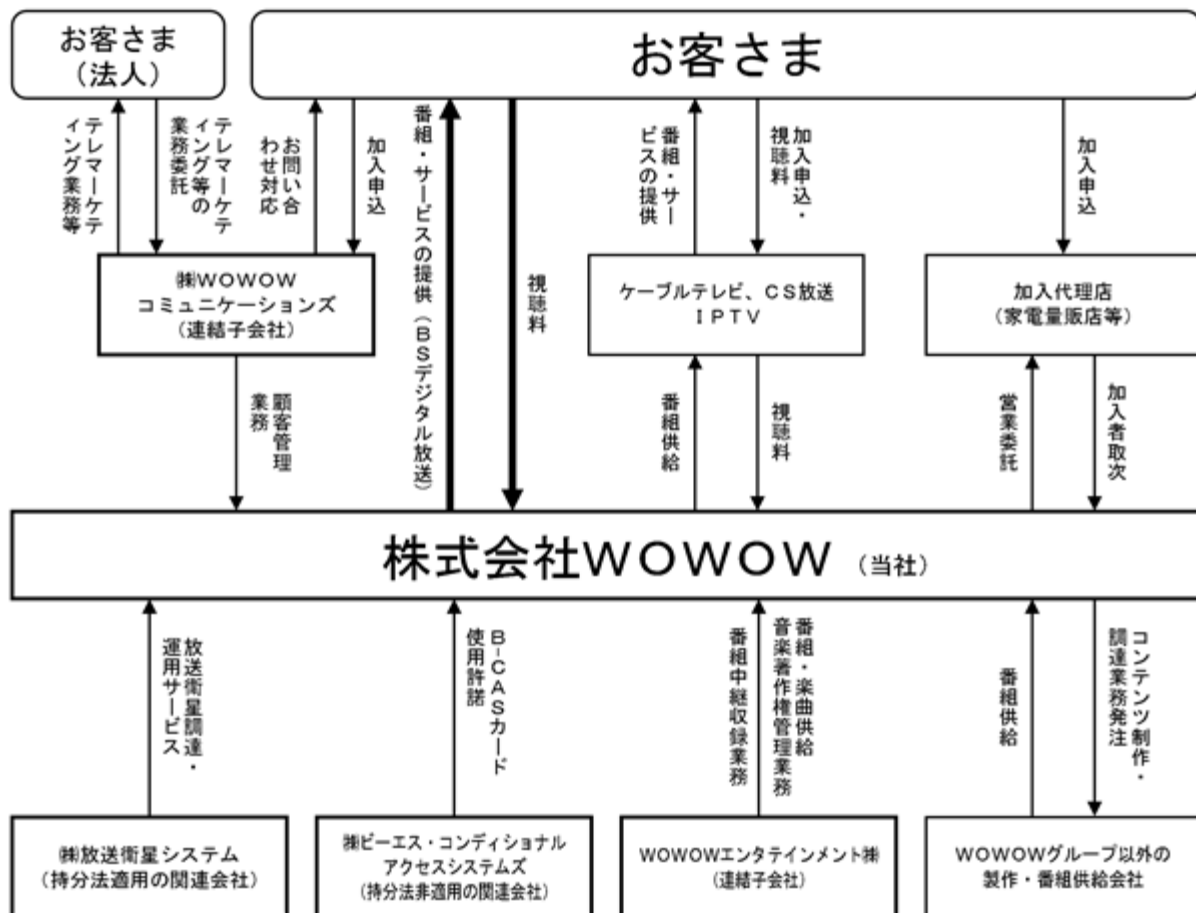 お客さま
（法人）
お客さま
テレマーケテ
ィング業務等
テレマーケテ
ィング等の
業務委託
お問い合
わせ対応
加入申込
番組・サービスの提供（ＢＳデジタル放送）
視聴料
番組・サー
ビスの提供
加入申込・
視聴料
加入申込
㈱ＷＯＷＯＷ
コミュニケーションズ
（連結子会社）
ケーブルテレビ、ＣＳ放送
ＩＰＴＶ
加入代理店
（家電量販店等）
顧客管理
業務
番組供給
視聴料
営業委託
加入者取次
株式会社ＷＯＷＯＷ（当社）
放送衛星調達・
運用サービス
Ｂ−ＣＡＳカード
使用許諾
番組・楽曲供給
音楽著作権管理業務
番組中継収録業務
番組供給
コンテンツ制作・
調達業務発注
㈱放送衛星システム
（持分法適用の関連会社）
㈱ビーエス・コンディショナル
アクセスシステムズ
（持分法非適用の関連会社）
WOWOWエンタテインメント㈱
（連結子会社）
WOWOWグループ以外の
製作・番組供給会社